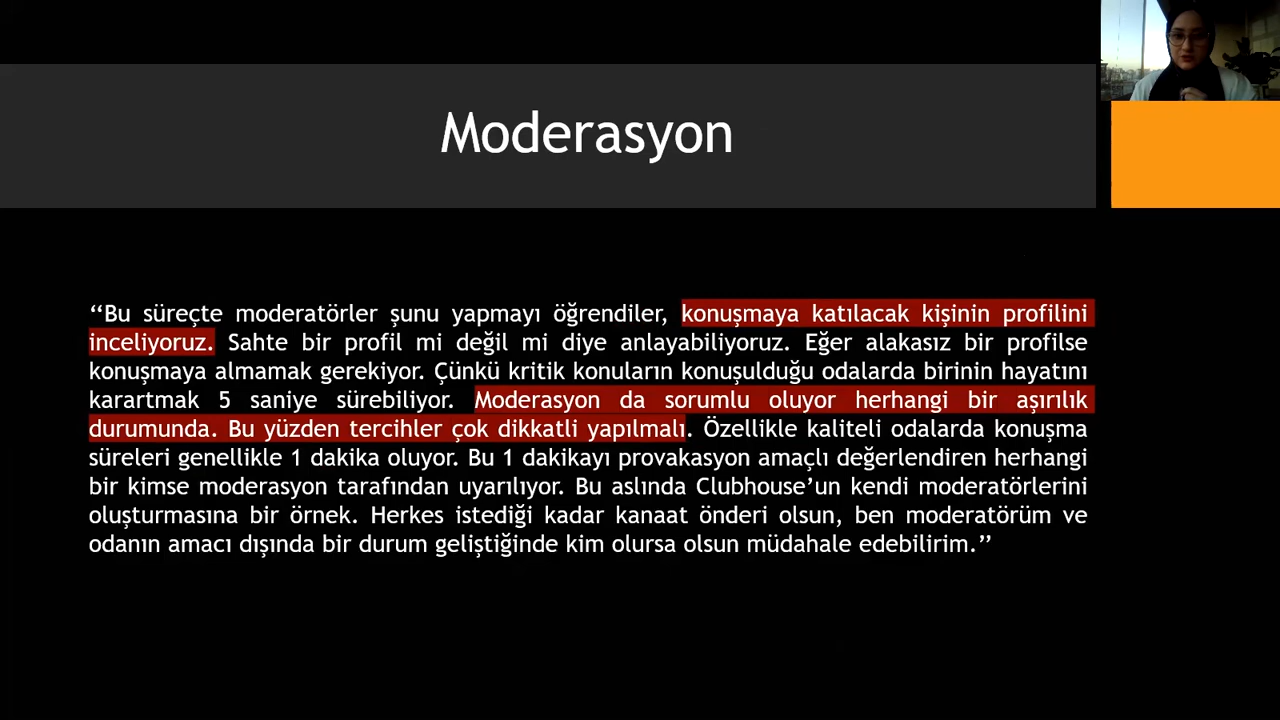 Moderasyon
‘‘Bu süreçte moderatörler şunu yapmayı öğrendiler, konuşmaya katılacak kişinin profilini
inceliyoruz. Sahte bir profil mi değil mi diye anlayabiliyoruz. Eğer alakasız bir profilse
konuşmaya almamak gerekiyor. Çünkü kritik konuların konuşulduğu odalarda birinin hayatını
karartmak 5 saniye sürebiliyor. Moderasyon da sorumlu oluyor herhangi bir aşırılık
durumunda. Bu yüzden tercihler çok dikkatli yapılmalı. Özellikle kaliteli odalarda konuşma
süreleri genellikle 1 dakika oluyor. Bu 1 dakikayı provakasyon amaçlı değerlendiren herhangi
bir kimse moderasyon tarafından uyarılıyor. Bu aslında Clubhouse’un kendi moderatörlerini
oluşturmasına bir örnek. Herkes istediği kadar kanaat önderi olsun, ben moderatörüm ve
odanın amacı dışında bir durum geliştiğinde kim olursa olsun müdahale edebilirim.’’